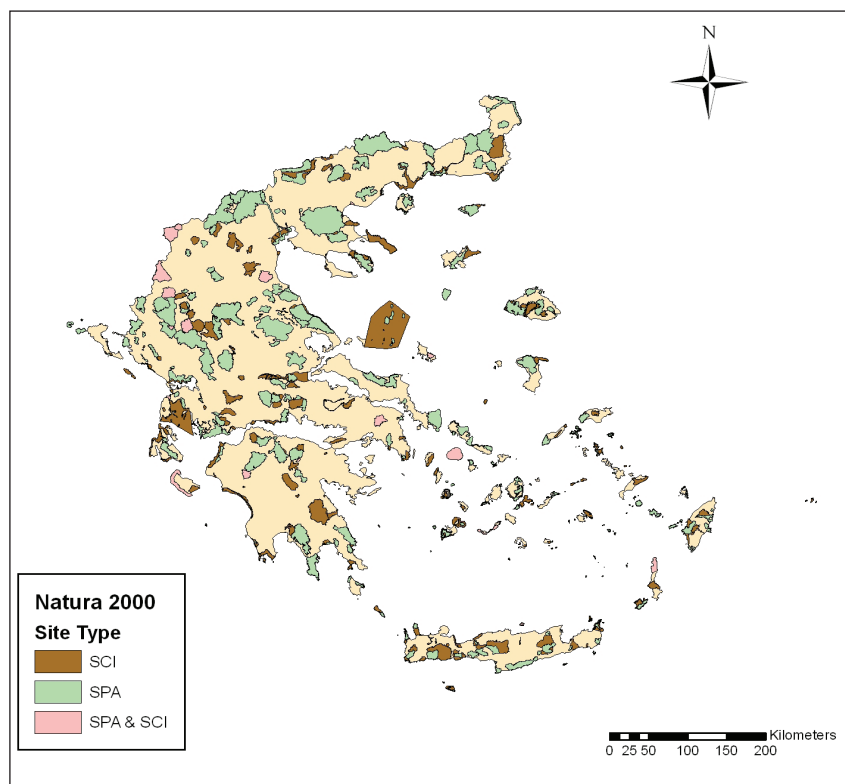 N
Natura 2000
Site Type
SCI
SPA
SPA & SCI
Kilometers
0 25 50 100 150 200